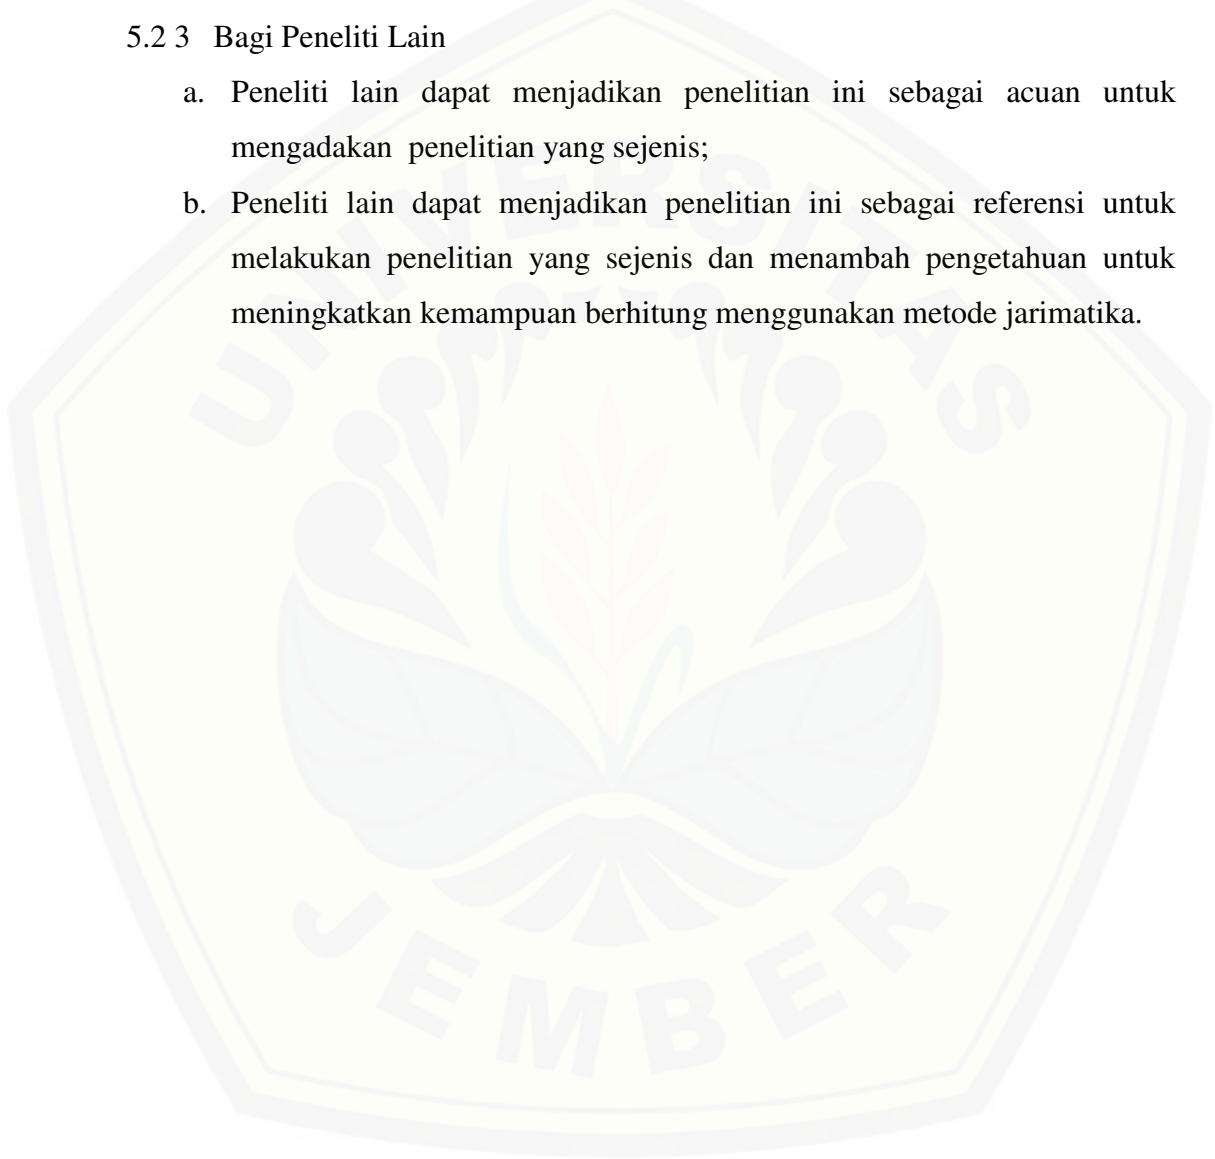 5.2 3 Bagi Peneliti Lain
a. Peneliti lain dapat menjadikan penelitian ini sebagai acuan untuk
mengadakan penelitian yang sejenis;
b. Peneliti lain dapat menjadikan penelitian ini sebagai referensi untuk
melakukan penelitian yang sejenis dan menambah pengetahuan untuk
meningkatkan kemampuan berhitung menggunakan metode jarimatika.
UNIVERSITAS
JEMBER